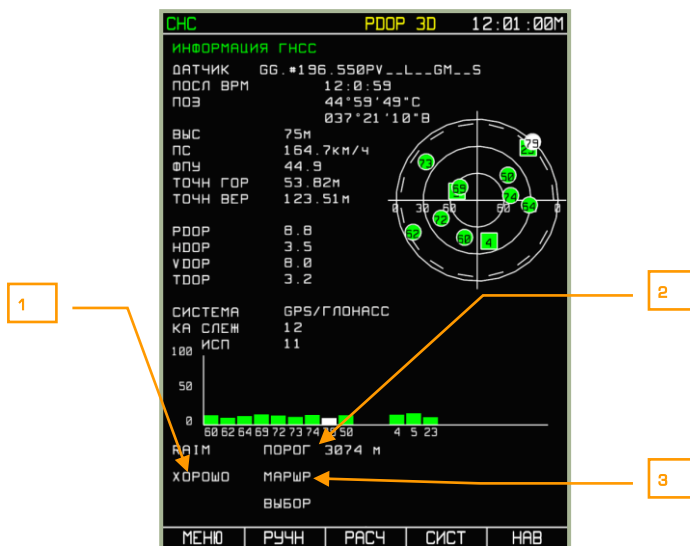 СНС PDOP 3D 12:01:00М
ИНФОРМАЦИЯ ГНСС
ДАТЧИК GG.#196.550PV__L__GM__S
ПОСЛ ВРМ 12:0:59
ПОЗ 44°59'49"С
037°21'10"В
ВЫС 75М
ПС 164.7КМ/Ч
ФПУ 44.9
ТОЧН ГОР 53.82М
ТОЧН ВЕР 123.51М
79
73
50
69
74
64
72
62
60
4
0 30 60 60 0
PDOP 8.8
HDOP 3.5
VDOP 8.0
TDOP 3.2
1
2
СИСТЕМА GPS/ГЛОНАСС
КА СЛЕЖ 12
ИСП 11
100
50
0
60 62 64 69 72 73 74 79 50 4 5 23
RAIM ПОРОГ 3074 М
ХОРОШО МАРШР
3
ВЫБОР
МЕНЮ РУЧН РАСЧ СИСТ НАВ